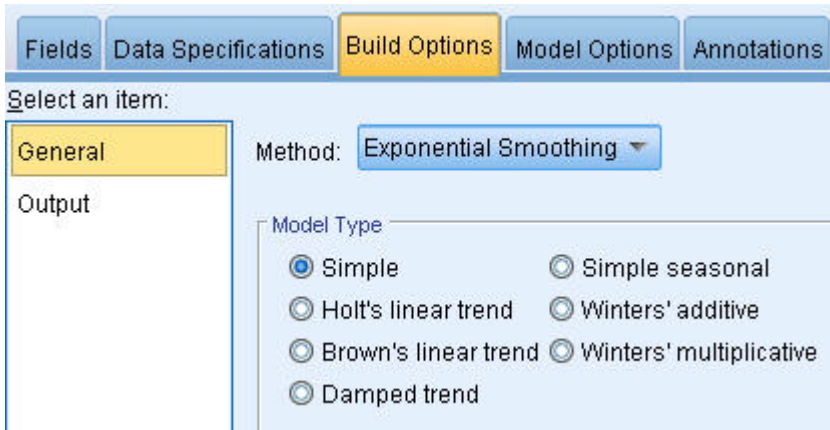 Fields Data Specifications Build Options Model Options Annotations
Select an item:
General
Output
Method: Exponential Smoothing
Model Type
Simple
Holt's linear trend
Brown's linear trend
Damped trend
Simple seasonal
Winters' additive
Winters' multiplicative